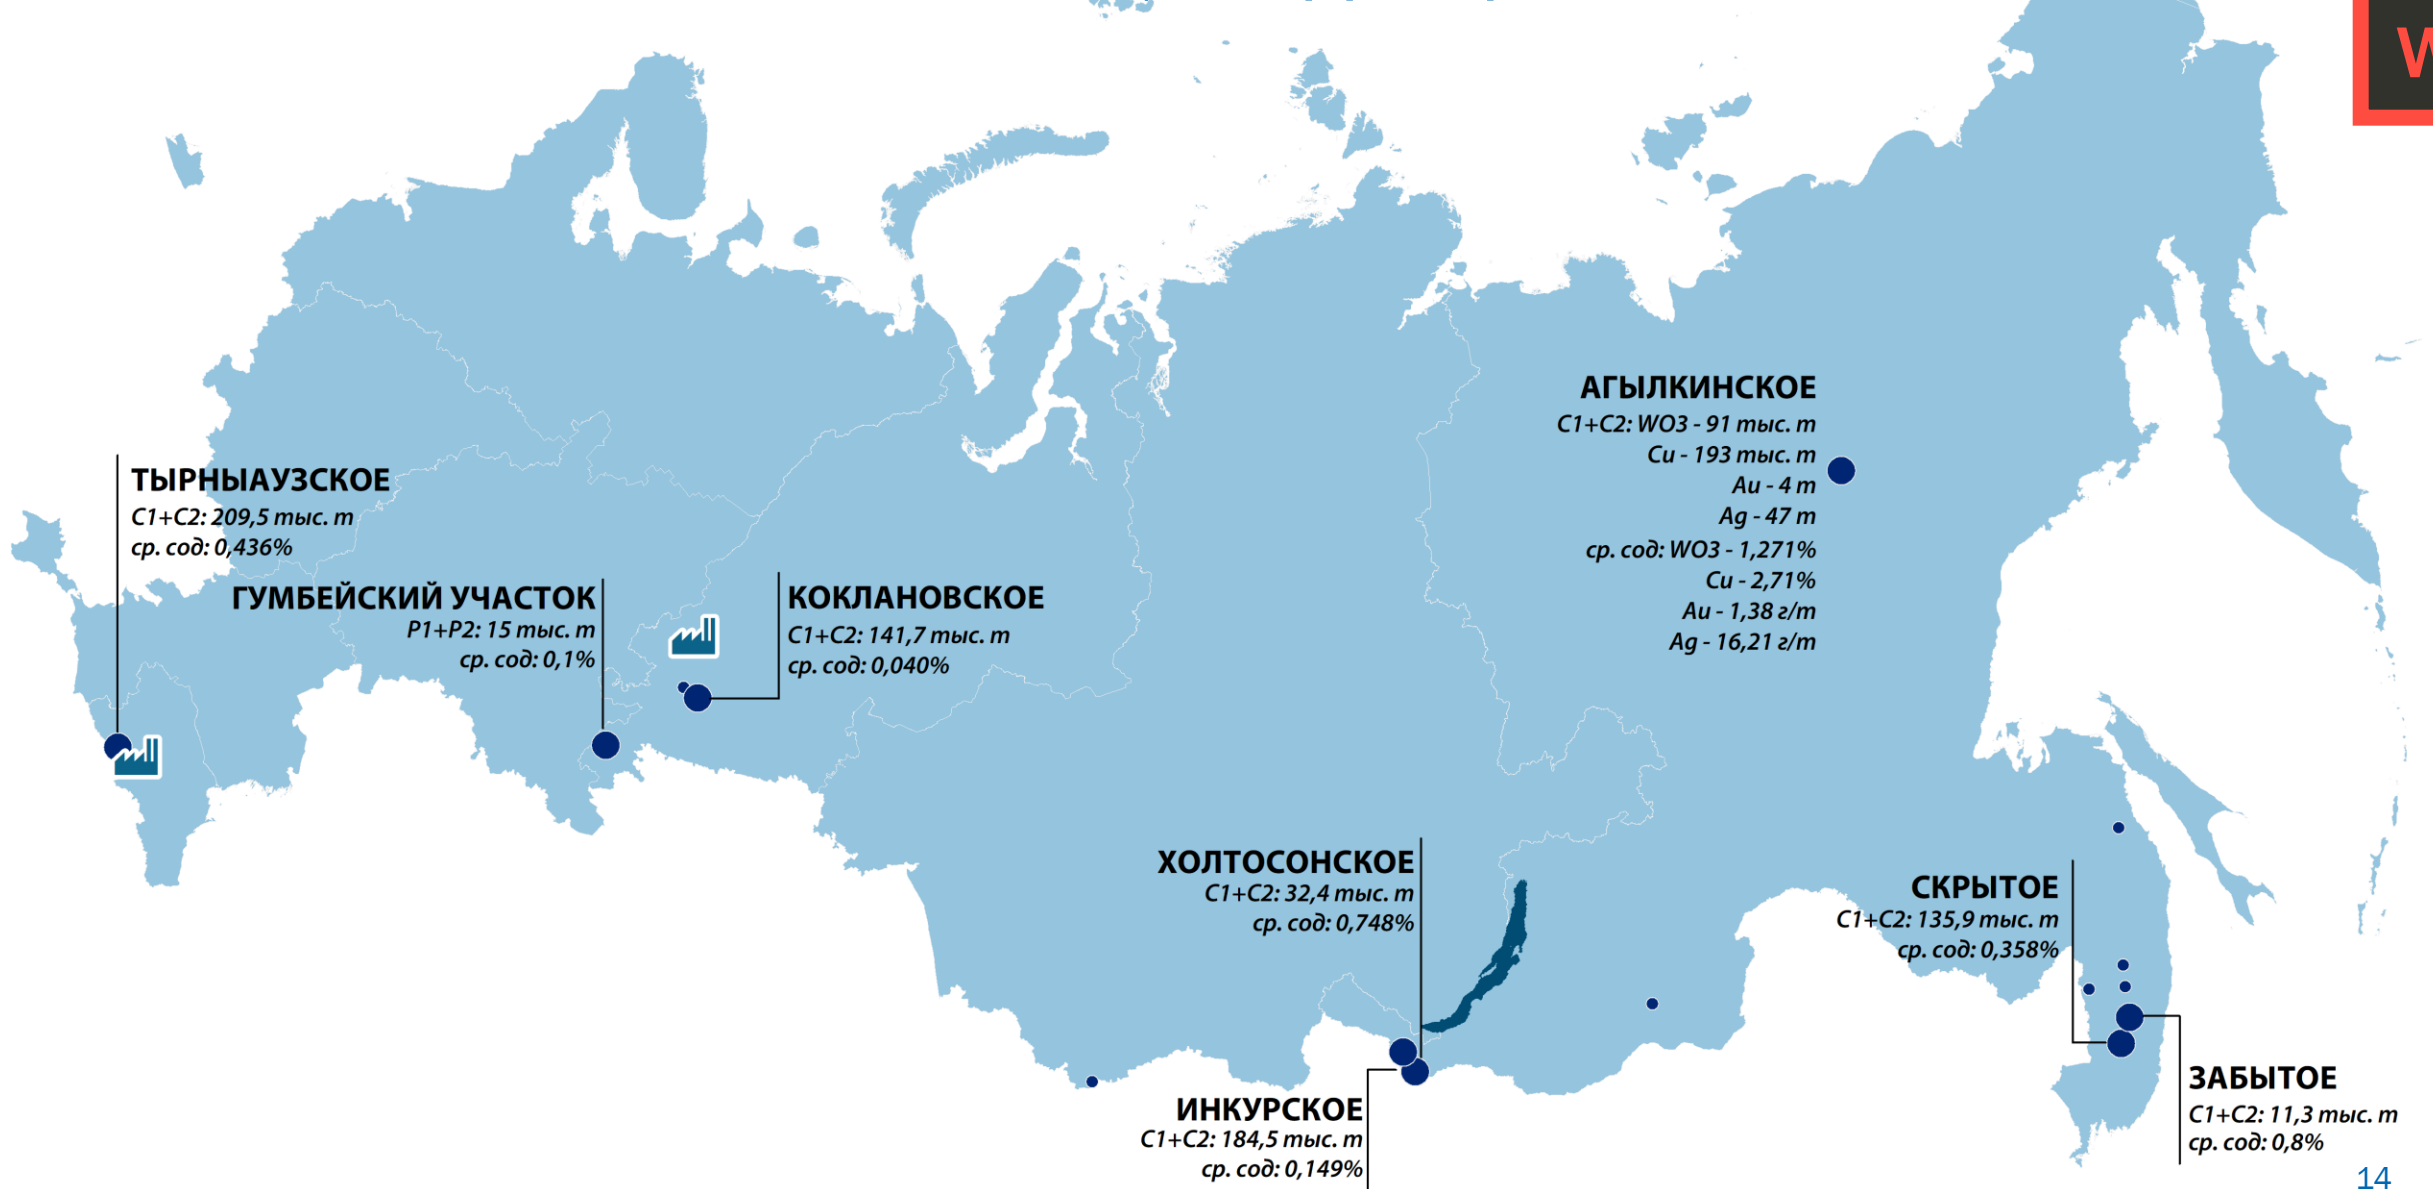 W
ТЫРНЫАУЗСКОЕ
С1+С2: 209,5 тыс. т
ср. сод: 0,436%
ГУМБЕЙСКИЙ УЧАСТОК
Р1+Р2: 15 тыс. т
ср. сод: 0,1%
КОКЛАНОВСКОЕ
С1+С2: 141,7 тыс. т
ср. сод: 0,040%
АГЫЛКИНСКОЕ
С1+С2: WO3 - 91 тыс. т
Cu - 193 тыс. т
Au - 4 т
Ag - 47 т
ср. сод: WO3 - 1,271%
Cu - 2,71%
Au - 1,38 г/т
Ag - 16,21 г/т
ХОЛТОСОНСКОЕ
С1+С2: 32,4 тыс. т
ср. сод: 0,748%
ИНКУРСКОЕ
С1+С2: 184,5 тыс. т
ср. сод: 0,149%
СКРЫТОЕ
С1+С2: 135,9 тыс. т
ср. сод: 0,358%
ЗАБЫТОЕ
С1+С2: 11,3 тыс. т
ср. сод: 0,8%
14